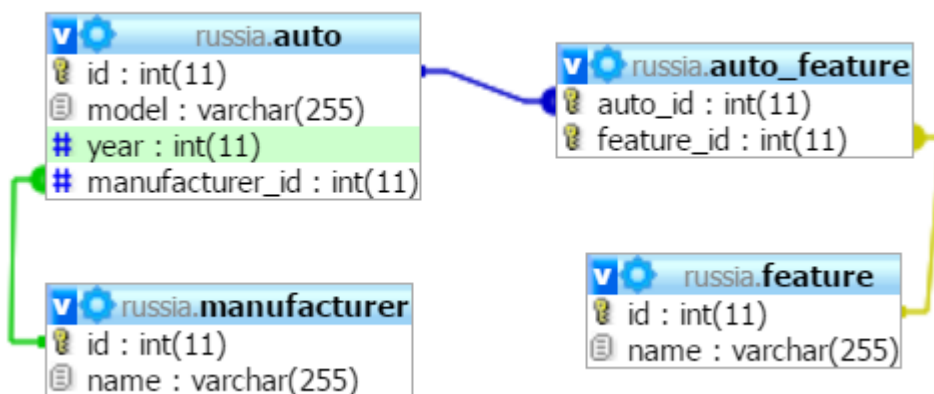 russia.auto
id : int(11)
model : varchar(255)
# year : int(11)
# manufacturer_id : int(11)
russia.auto_feature
auto_id : int(11)
feature_id : int(11)
russia.manufacturer
id : int(11)
name : varchar(255)
russia.feature
id : int(11)
name : varchar(255)